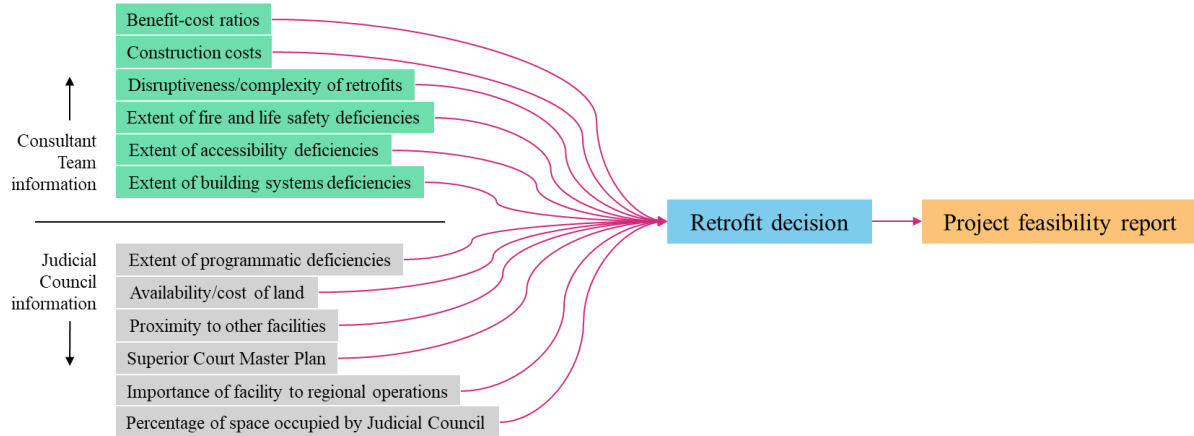 Benefit-cost ratios
Construction costs
Disruptiveness/complexity of retrofits
Extent of fire and life safety deficiencies
Extent of accessibility deficiencies
Extent of building systems deficiencies
Consultant
Team
information
Judicial
Council
information
Extent of programmatic deficiencies
Availability/cost of land
Proximity to other facilities
Superior Court Master Plan
Importance of facility to regional operations
Percentage of space occupied by Judicial Council
Retrofit decision
Project feasibility report